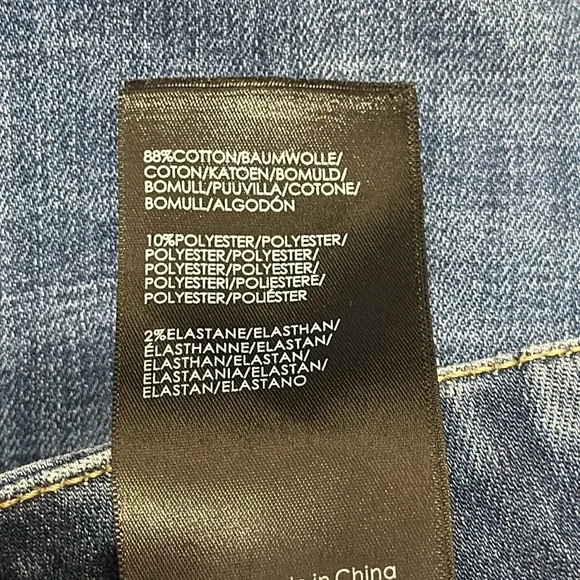 88%COTTON/BAUMWOLLE/
COTON/KATOEN/BOMULD/
BOMULL/PUUVILLA/COTONE/
BOMULL/ALGODÓN
10%POLYESTER/POLYESTER/
POLYESTER/POLYESTER/
POLYESTER/POLYESTER/
POLYESTERI/POLIESTERE/
POLYESTER/POLIÉSTER
2%ELASTANE/ELASTHAN/
ÉLASTHANNE/ELASTHAN/
ELASTHAN/ELASTAN/
ELASTAANIA/ELASTAN/
ELASTAN/ELASTANO
in China